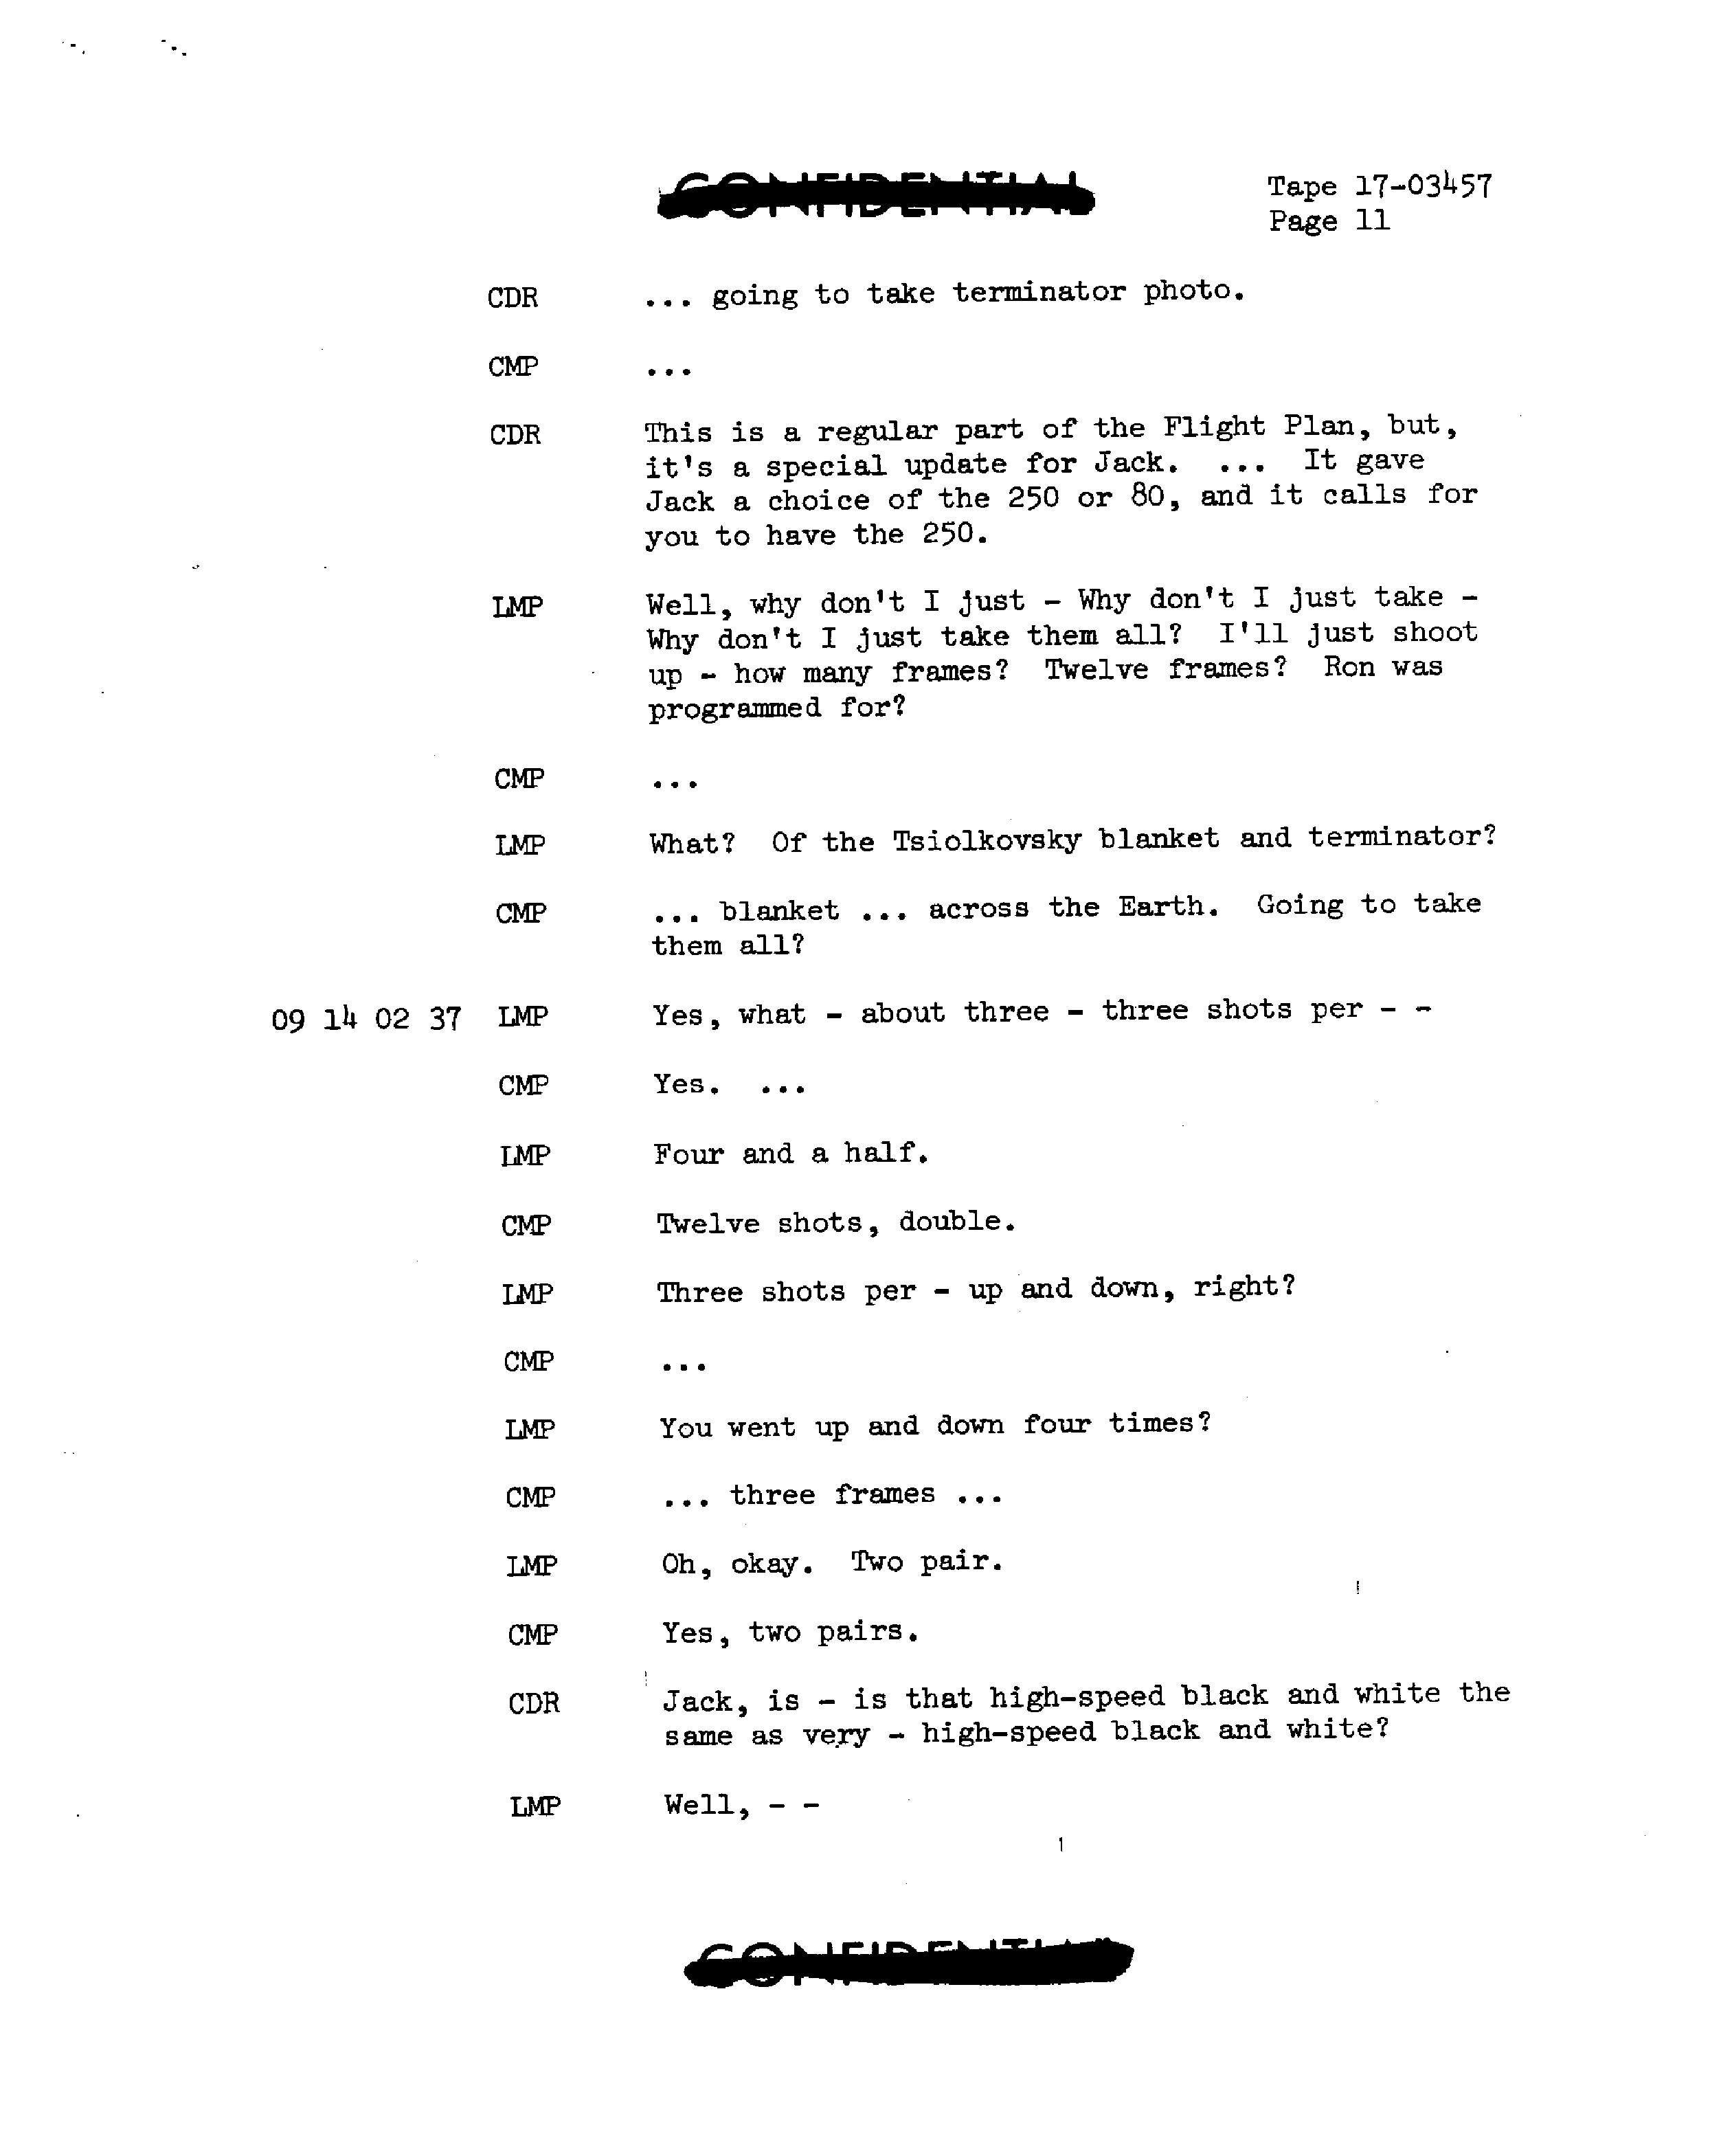 CONFIDENTIAL
Tape 17-03457
Page 11
CDR ... going to take terminator photo.
CMP ...
CDR This is a regular part of the Flight Plan, but,
it's a special update for Jack. ... It gave
Jack a choice of the 250 or 80, and it calls for
you to have the 250.
LMP Well, why don't I just - Why don't I just take -
Why don't I just take them all? I'll just shoot
up - how many frames? Twelve frames? Ron was
programmed for?
CMP ...
LMP What? Of the Tsiolkovsky blanket and terminator?
CMP ... blanket ... across the Earth. Going to take
them all?
09 14 02 37 LMP Yes, what - about three - three shots per - -
CMP Yes. ...
LMP Four and a half.
CMP Twelve shots, double.
LMP Three shots per - up and down, right?
CMP ...
LMP You went up and down four times?
CMP ... three frames ...
LMP Oh, okay. Two pair.
CMP Yes, two pairs.
CDR Jack, is - is that high-speed black and white the
same as very - high-speed black and white?
LMP Well, - -
CONFIDENTIAL